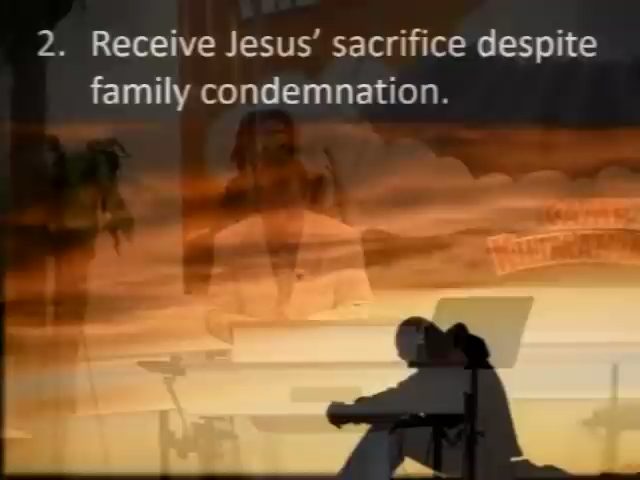 2. Receive Jesus’ sacrifice despite
family condemnation.